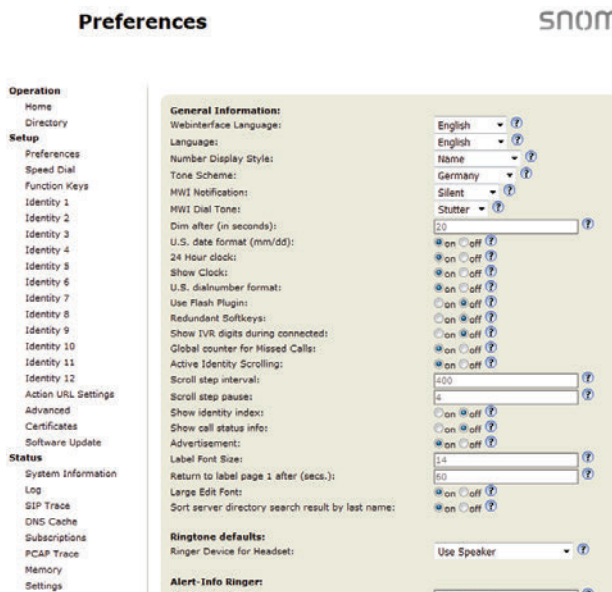 Preferences
snom
Operation
Home
Directory
Setup
Preferences
Speed Dial
Function Keys
Identity 1
Identity 2
Identity 3
Identity 4
Identity 5
Identity 6
Identity 7
Identity 8
Identity 9
Identity 10
Identity 11
Identity 12
Action URL Settings
Advanced
Certificates
Software Update
Status
System Information
Log
SIP Trace
DNS Cache
Subscriptions
PCAP Trace
Memory
Settings
General Information:
Webinterface Language: English ?
Language: English ?
Number Display Style: Name ?
Tone Scheme: Germany ?
MWI Notification: Silent ?
MWI Dial Tone: Stutter ?
Dim after (in seconds): 20 ?
U.S. date format (mm/dd): on off ?
24 Hour clock: on off ?
Show Clock: on off ?
U.S. dialnumber format: on off ?
Use Flash Plugin: on off ?
Redundant Softkeys: on off ?
Show IVR digits during connected: on off ?
Global counter for Missed Calls: on off ?
Active Identity Scrolling: on off ?
Scroll step interval: 400 ?
Scroll step pause: 4 ?
Show identity index: on off ?
Show call status info: on off ?
Advertisement: on off ?
Label Font Size: 14 ?
Return to label page 1 after (secs.): 60 ?
Large Edit Font: on off ?
Sort server directory search result by last name: on off ?
Ringtone defaults:
Ringer Device for Headset: Use Speaker ?
Alert-Info Ringer: